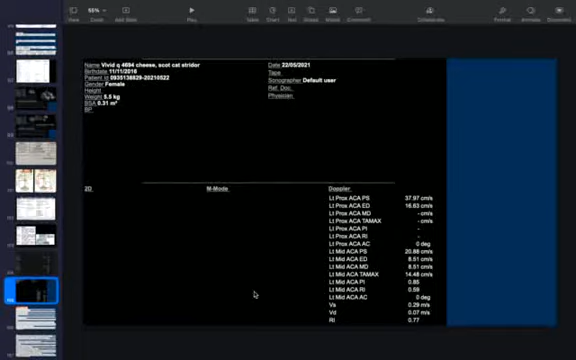 55%
View
Zoom
Add Slide
Play
Table
Chart
Text
Shape
Media
Comment
Collaborate
Format
Animate
Document
Name Vivid q 4694 cheese, scot cat stridor
Date 22/05/2021
Birthdate 11/11/2016
Tape
Patient Id 0935138829-20210522
Sonographer Default user
Gender Female
Ref. Doc.
Height
Physician
Weight 5.5 kg
BSA 0.31 m²
BP
2D
M-Mode
Doppler
Lt Prox ACA PS 37.97 cm/s
Lt Prox ACA ED 16.63 cm/s
Lt Prox ACA MD - cm/s
Lt Prox ACA TAMAX - cm/s
Lt Prox ACA PI -
Lt Prox ACA RI -
Lt Prox ACA AC 0 deg
Lt Mid ACA PS 20.88 cm/s
Lt Mid ACA ED 8.51 cm/s
Lt Mid ACA MD 8.51 cm/s
Lt Mid ACA TAMAX 14.48 cm/s
Lt Mid ACA PI 0.85
Lt Mid ACA RI 0.59
Lt Mid ACA AC 0 deg
Vs 0.29 m/s
Vd 0.07 m/s
RI 0.77